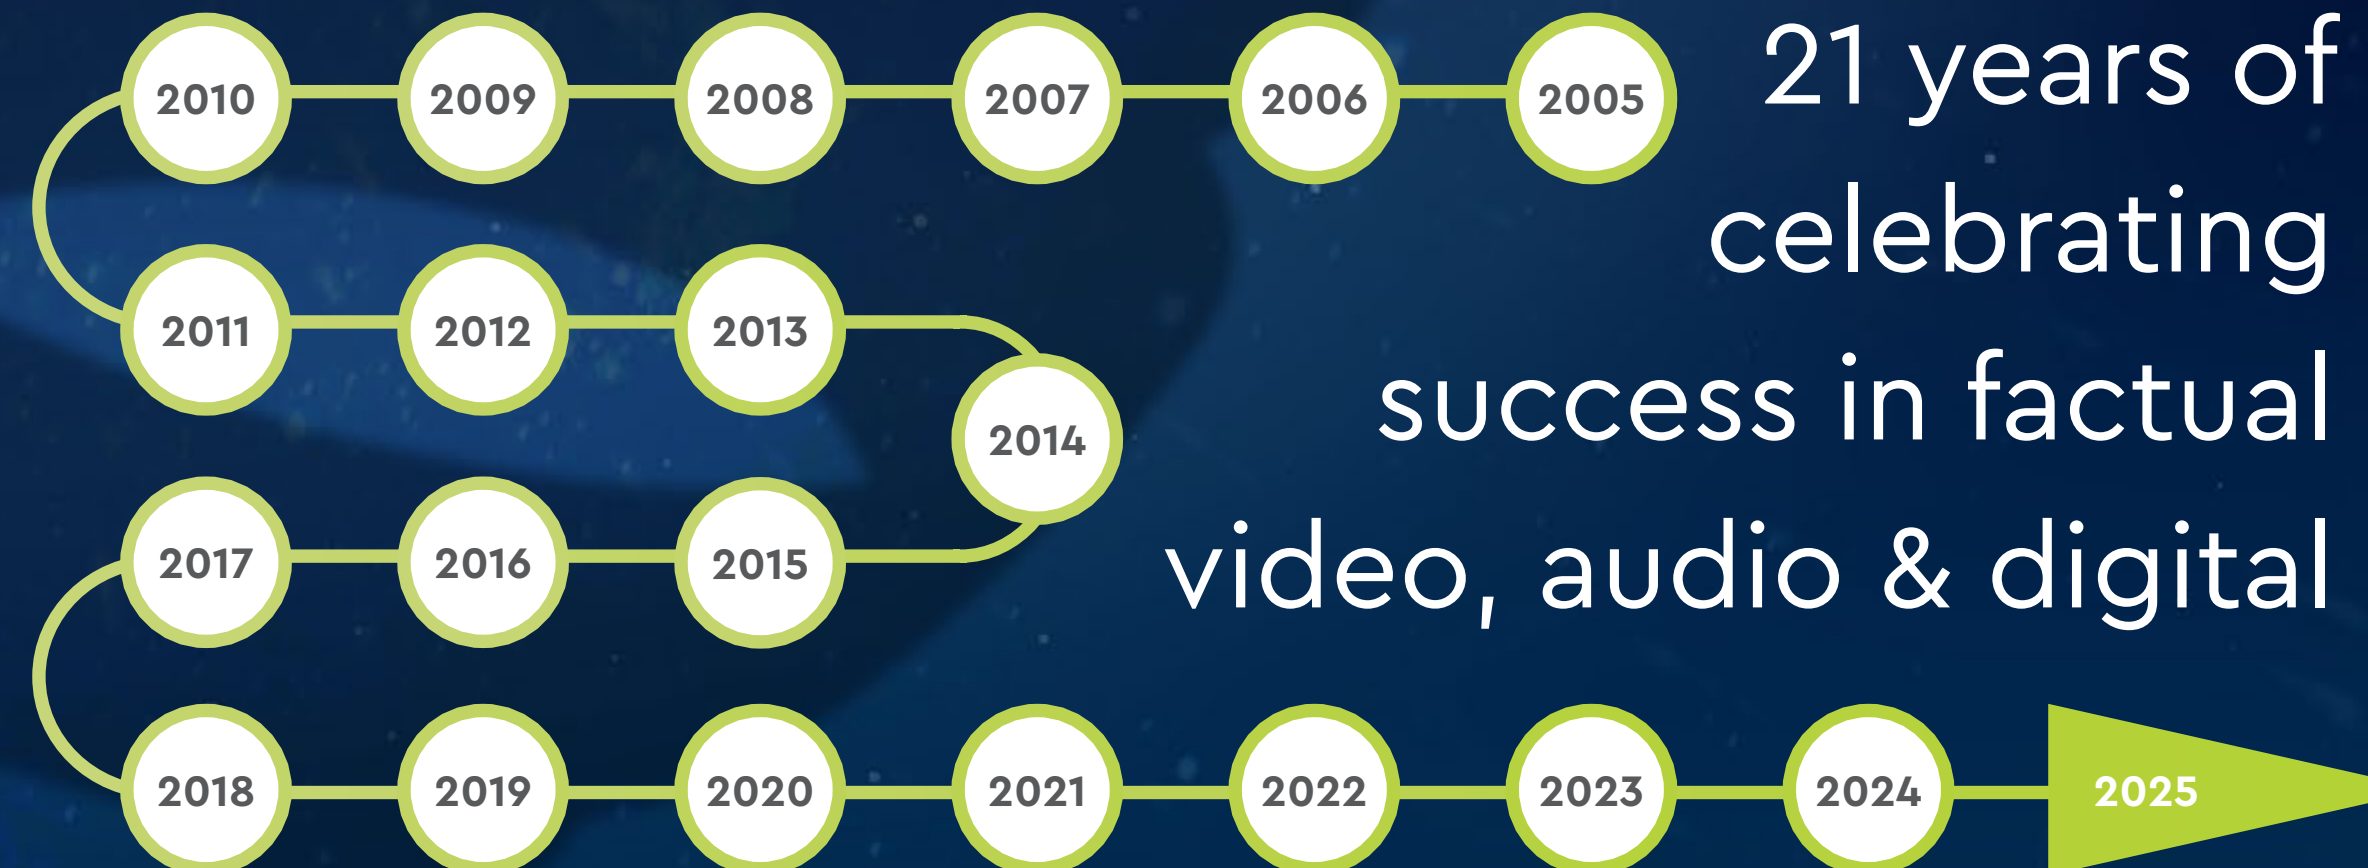 21 years of
celebrating
success in factual
video, audio & digital
2010 2009 2008 2007 2006 2005
2011 2012 2013
2014
2017 2016 2015
2018 2019 2020 2021 2022 2023 2024 2025